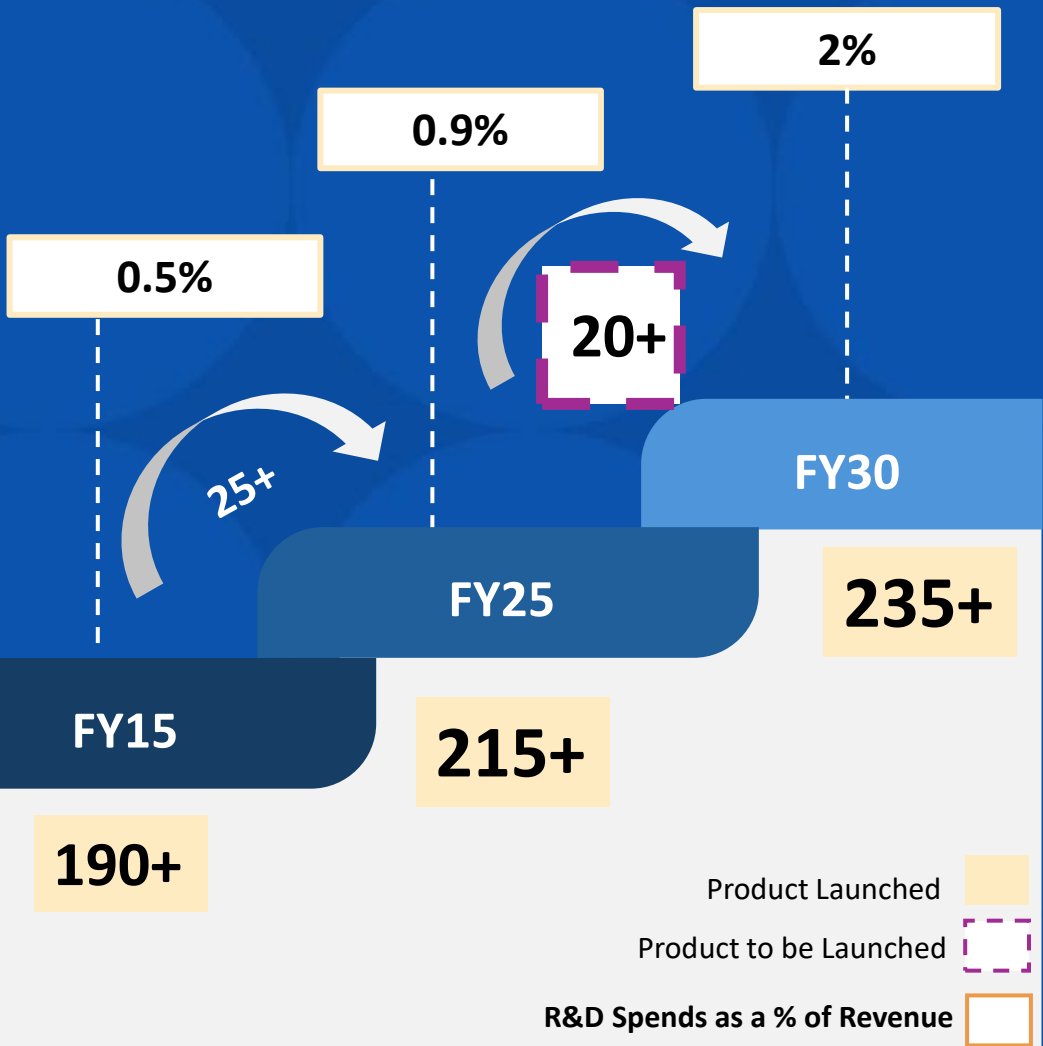 2%
0.9%
0.5%
20+
25+
FY30
FY25
235+
FY15
215+
190+
Product Launched
Product to be Launched
R&D Spends as a % of Revenue